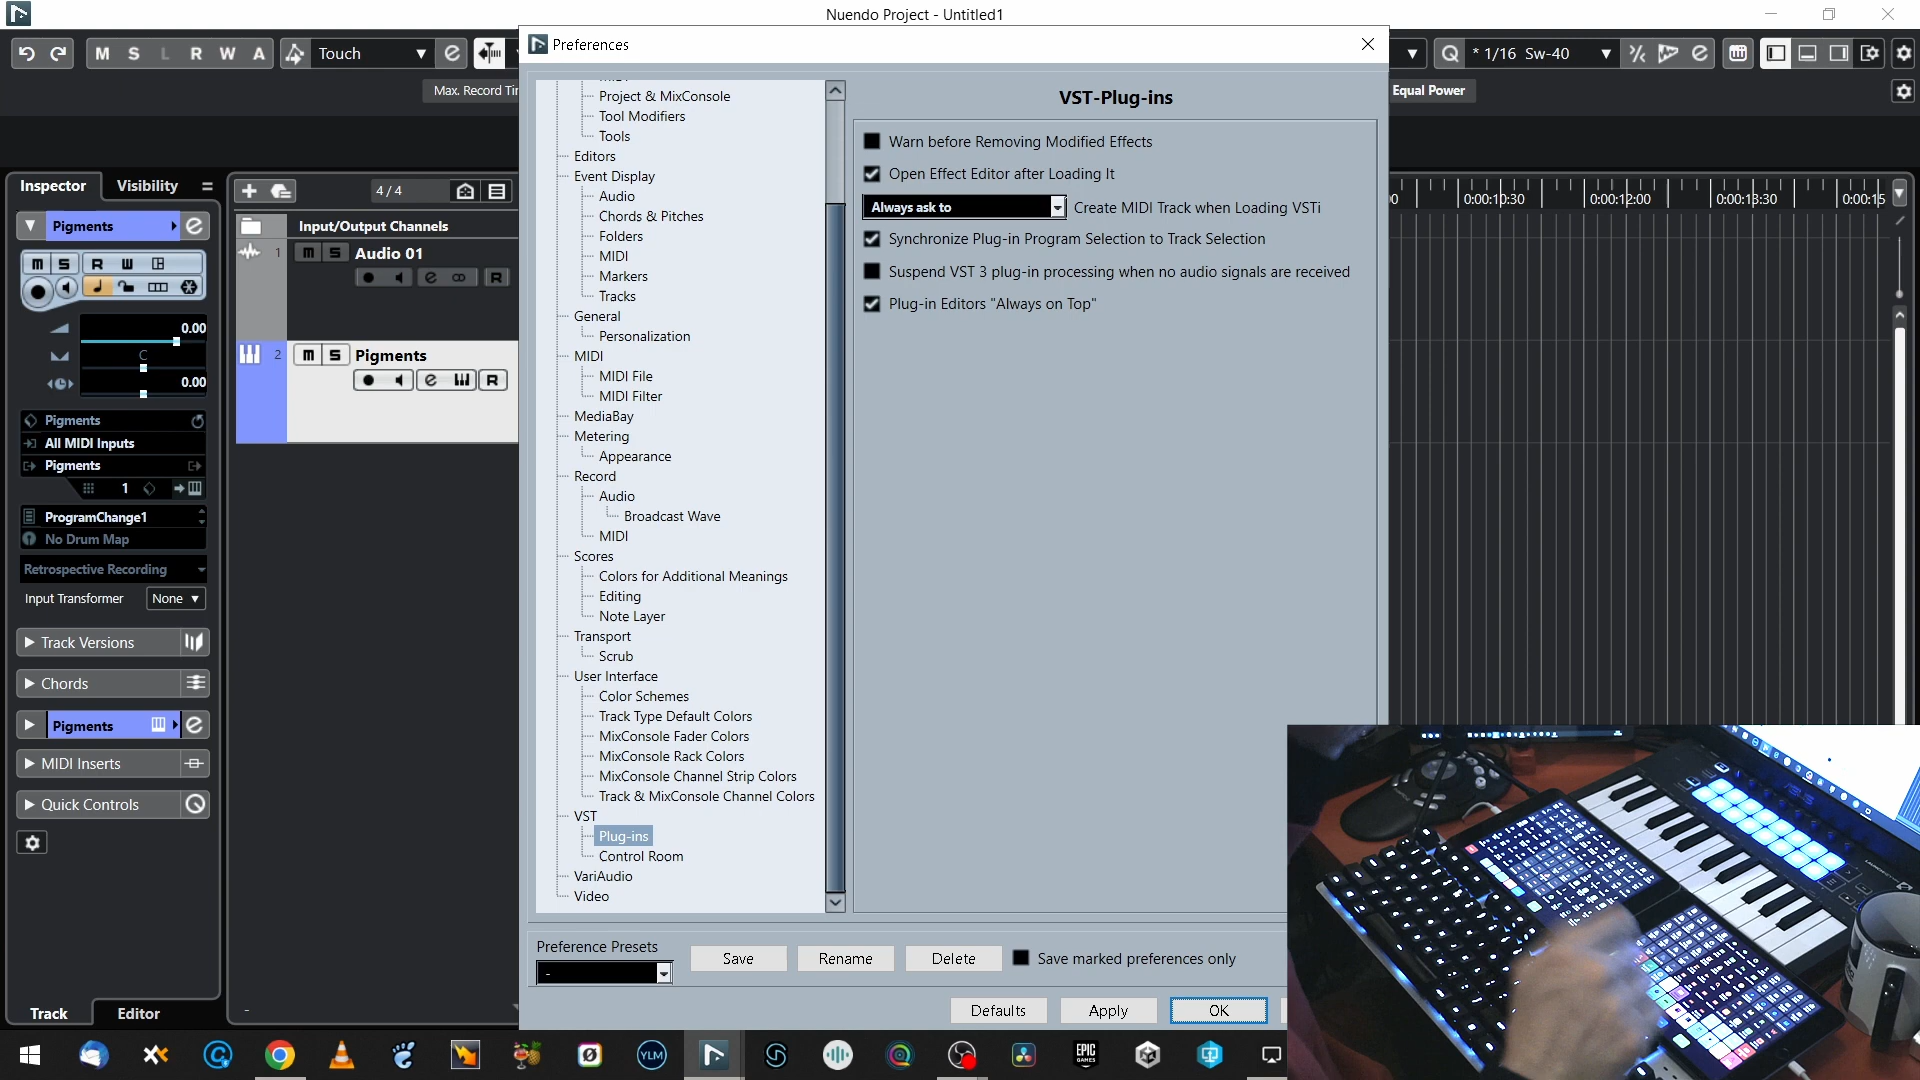 Nuendo Project - Untitled1
M S L R W A Touch
* 1/16 Sw-40
Max. Record Tir
Equal Power
Preferences
Inspector Visibility
Pigments
M S R W
0.00
C
0.00
Pigments
All MIDI Inputs
Pigments
1
ProgramChange1
No Drum Map
Retrospective Recording
Input Transformer None
Track Versions
Chords
Pigments
MIDI Inserts
Quick Controls
Track Editor
4 / 4
Input/Output Channels
1 M S Audio 01
R
2 M S Pigments
R
Project & MixConsole
Tool Modifiers
Tools
Editors
Event Display
Audio
Chords & Pitches
Folders
MIDI
Markers
Tracks
General
Personalization
MIDI
MIDI File
MIDI Filter
MediaBay
Metering
Appearance
Record
Audio
Broadcast Wave
MIDI
Scores
Colors for Additional Meanings
Editing
Note Layer
Transport
Scrub
User Interface
Color Schemes
Track Type Default Colors
MixConsole Fader Colors
MixConsole Rack Colors
MixConsole Channel Strip Colors
Track & MixConsole Channel Colors
VST
Plug-ins
Control Room
VariAudio
Video
VST-Plug-ins
Warn before Removing Modified Effects
Open Effect Editor after Loading It
Always ask to Create MIDI Track when Loading VSTi
Synchronize Plug-in Program Selection to Track Selection
Suspend VST 3 plug-in processing when no audio signals are received
Plug-in Editors "Always on Top"
Preference Presets
-
Save Rename Delete Save marked preferences only
Defaults Apply OK
0:00:10:30 0:00:12:00 0:00:13:30 0:00:15
YLM
EPIC GAMES